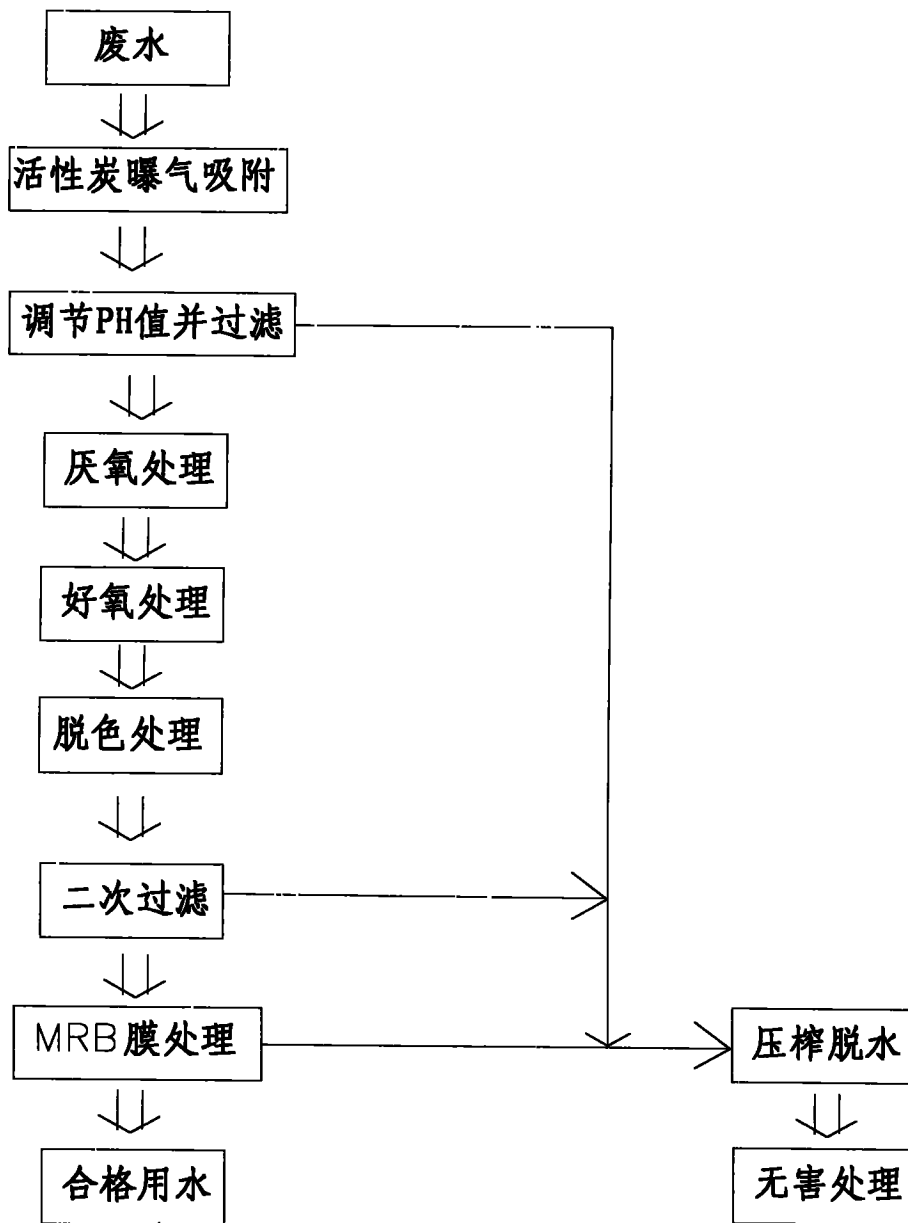 废水
活性炭曝气吸附
调节PH值并过滤
厌氧处理
好氧处理
脱色处理
二次过滤
MRB膜处理
压榨脱水
合格用水
无害处理